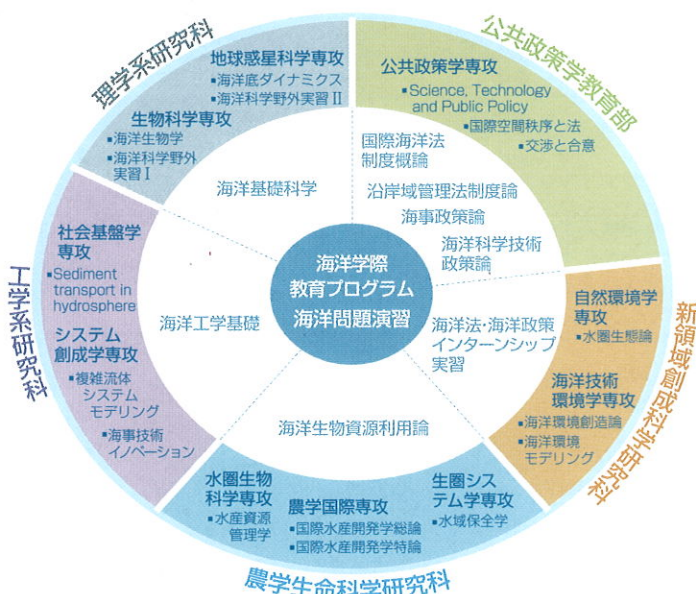 理学系研究科
地球惑星科学専攻
▪海洋底ダイナミクス
▪海洋科学野外実習Ⅱ
生物科学専攻
▪海洋生物学
▪海洋科学野外
実習Ⅰ
公共政策学教育部
公共政策学専攻
▪Science, Technology
and Public Policy
▪国際空間秩序と法
▪交渉と合意
海洋基礎科学
国際海洋法
制度概論
沿岸域管理法制度論
海事政策論
海洋科学技術
政策論
工学系研究科
社会基盤学
専攻
▪Sediment
transport in
hydrosphere
システム
創成学専攻
▪複雑流体
システム
モデリング
▪海事技術
イノベーション
海洋工学基礎
海洋学際
教育プログラム
海洋問題演習
海洋法・海洋政策
インターンシップ
実習
新領域創成科学研究科
自然環境学
専攻
▪水圏生態論
海洋技術
環境学専攻
▪海洋環境創造論
▪海洋環境
モデリング
海洋生物資源利用論
水圏生物
科学専攻
▪水産資源
管理学
農学国際専攻
▪国際水産開発学総論
▪国際水産開発学特論
生圏シス
テム学専攻
▪水域保全学
農学生命科学研究科